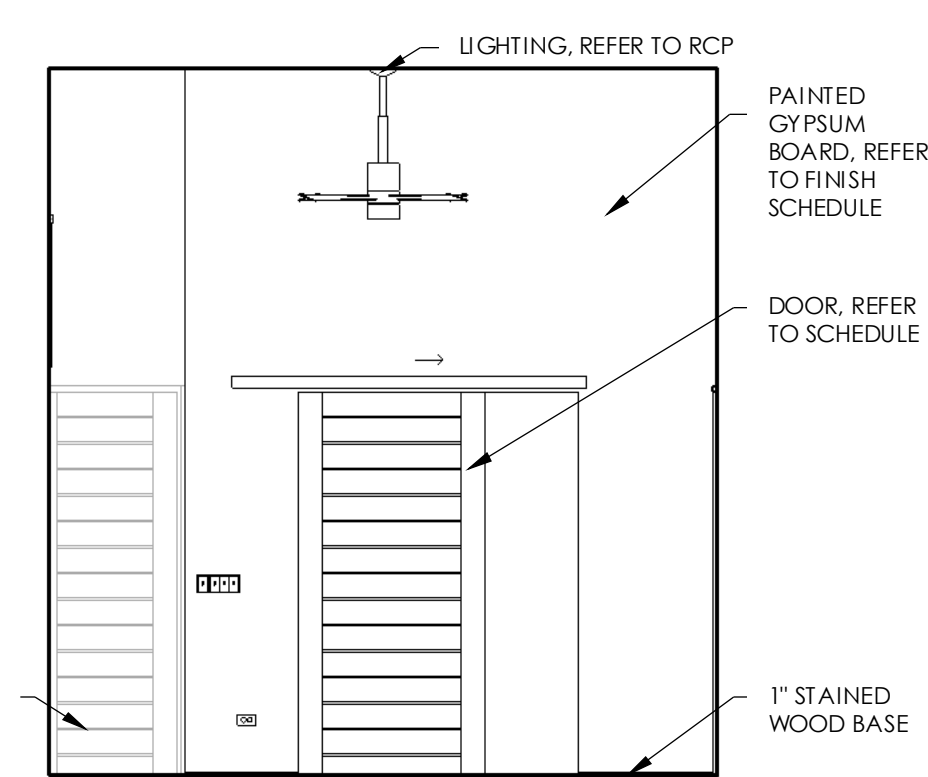 LIGHTING, REFER TO RCP
PAINTED
GYPSUM
BOARD, REFER
TO FINISH
SCHEDULE
DOOR, REFER
TO SCHEDULE
1" STAINED
WOOD BASE